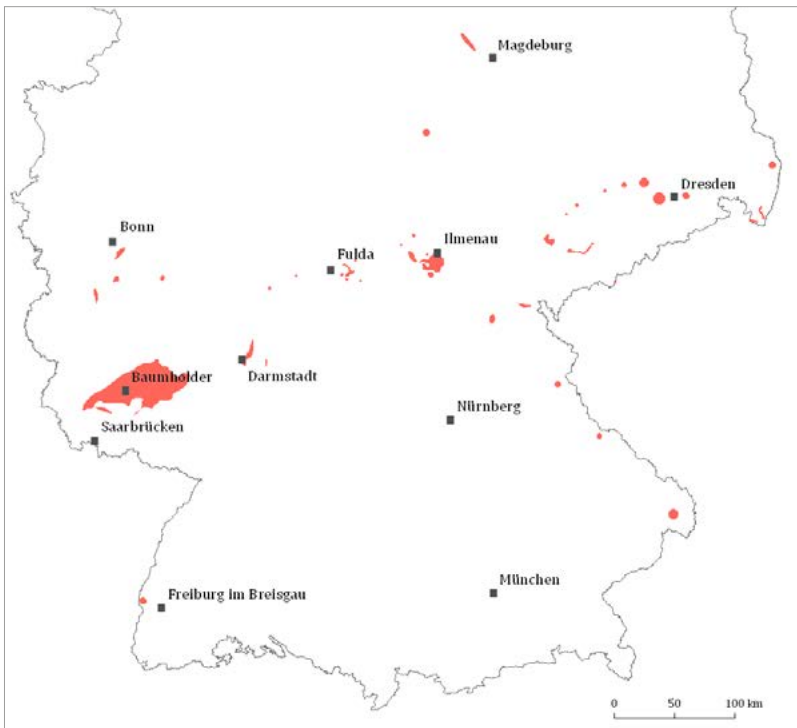 Magdeburg
Dresden
Bonn
Ilmenau
Fulda
Baumholder
Darmstadt
Nürnberg
Saarbrücken
Freiburg im Breisgau
München
0 50 100 km